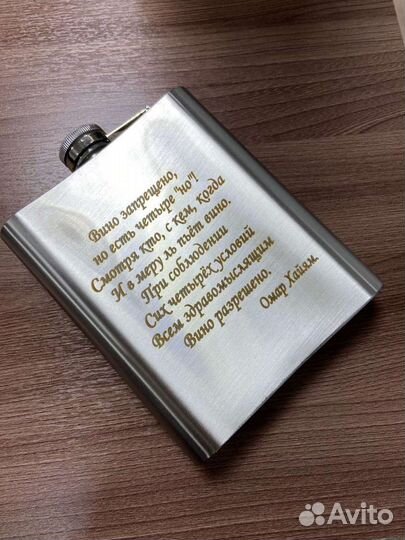 Вино запрещено,
но есть четыре "но"!
Смотря кто, с кем, когда
И в меру ль пьёт вино.
При соблюдении
Сих четырёх условий
Всем здравомыслящим
Вино разрешено.
Омар Хайям.
Avito